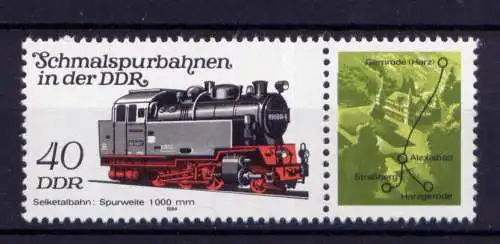 Schmalspurbahnen
in der DDR
40
DDR
Selketalbahn: Spurweite 1000 mm
1984
Gernrode (Harz)
Alexisbad
Straßberg
Harzgerode